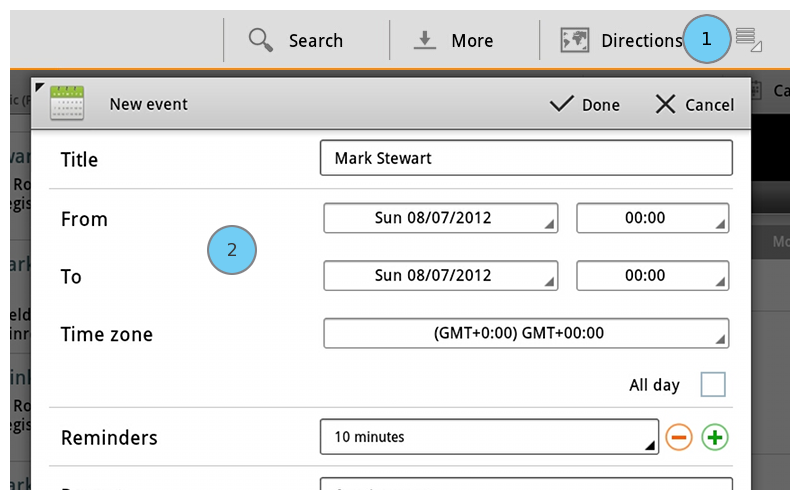 Search More Directions 1
Ca
New event Done Cancel
Title Mark Stewart
From Sun 08/07/2012 00:00
2
To Sun 08/07/2012 00:00
Time zone (GMT+0:00) GMT+00:00
All day
Reminders 10 minutes